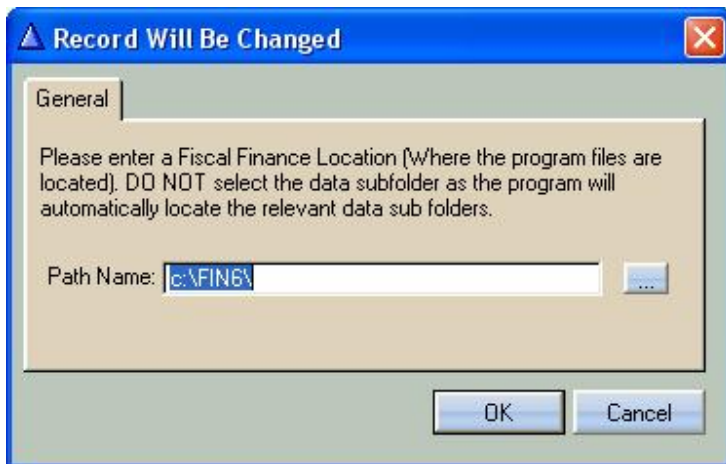 Record Will Be Changed
General
Please enter a Fiscal Finance Location (Where the program files are
located). DO NOT select the data subfolder as the program will
automatically locate the relevant data sub folders.
Path Name: c:\FIN6\ ...
OK Cancel